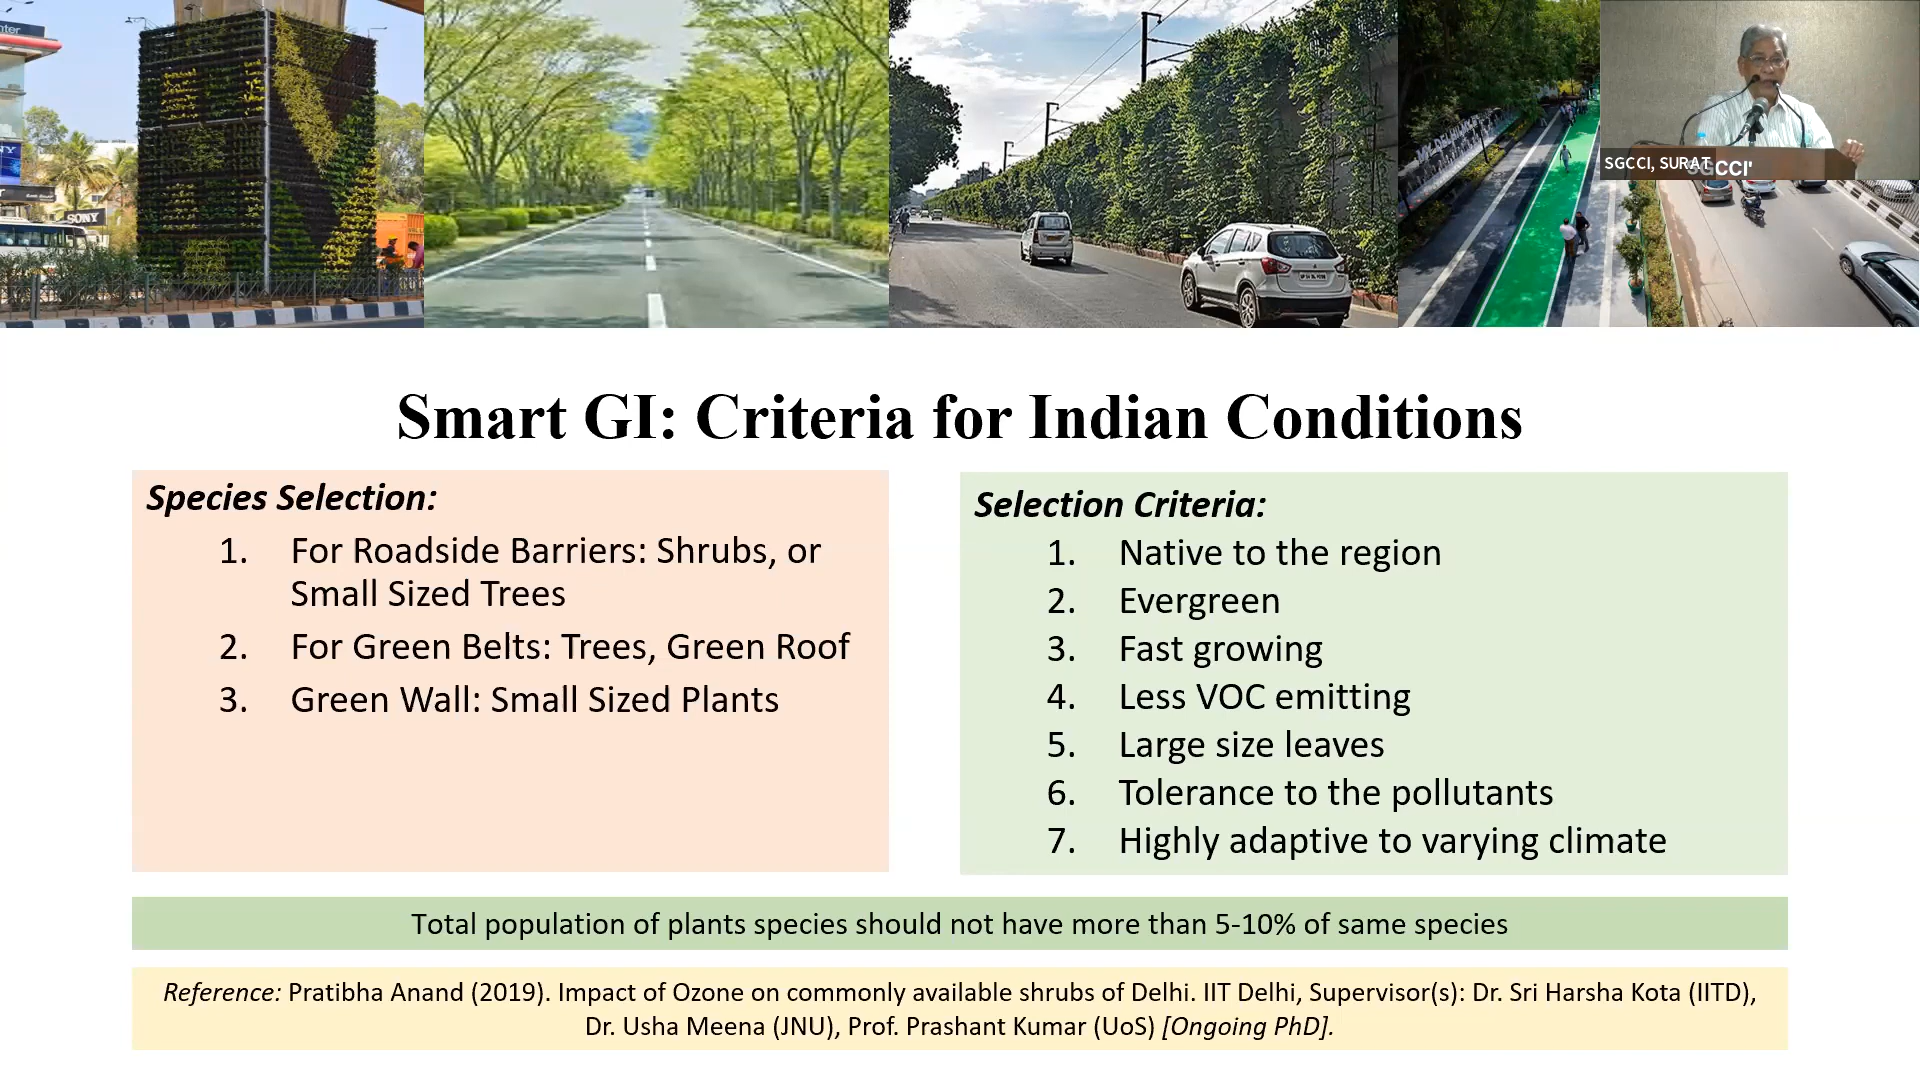 nter
NY
SONY
SGCCI, SURAT
SGCCI'
Smart GI: Criteria for Indian Conditions
Species Selection:
1. For Roadside Barriers: Shrubs, or
Small Sized Trees
2. For Green Belts: Trees, Green Roof
3. Green Wall: Small Sized Plants
Selection Criteria:
1. Native to the region
2. Evergreen
3. Fast growing
4. Less VOC emitting
5. Large size leaves
6. Tolerance to the pollutants
7. Highly adaptive to varying climate
Total population of plants species should not have more than 5-10% of same species
Reference: Pratibha Anand (2019). Impact of Ozone on commonly available shrubs of Delhi. IIT Delhi, Supervisor(s): Dr. Sri Harsha Kota (IITD),
Dr. Usha Meena (JNU), Prof. Prashant Kumar (UoS) [Ongoing PhD].